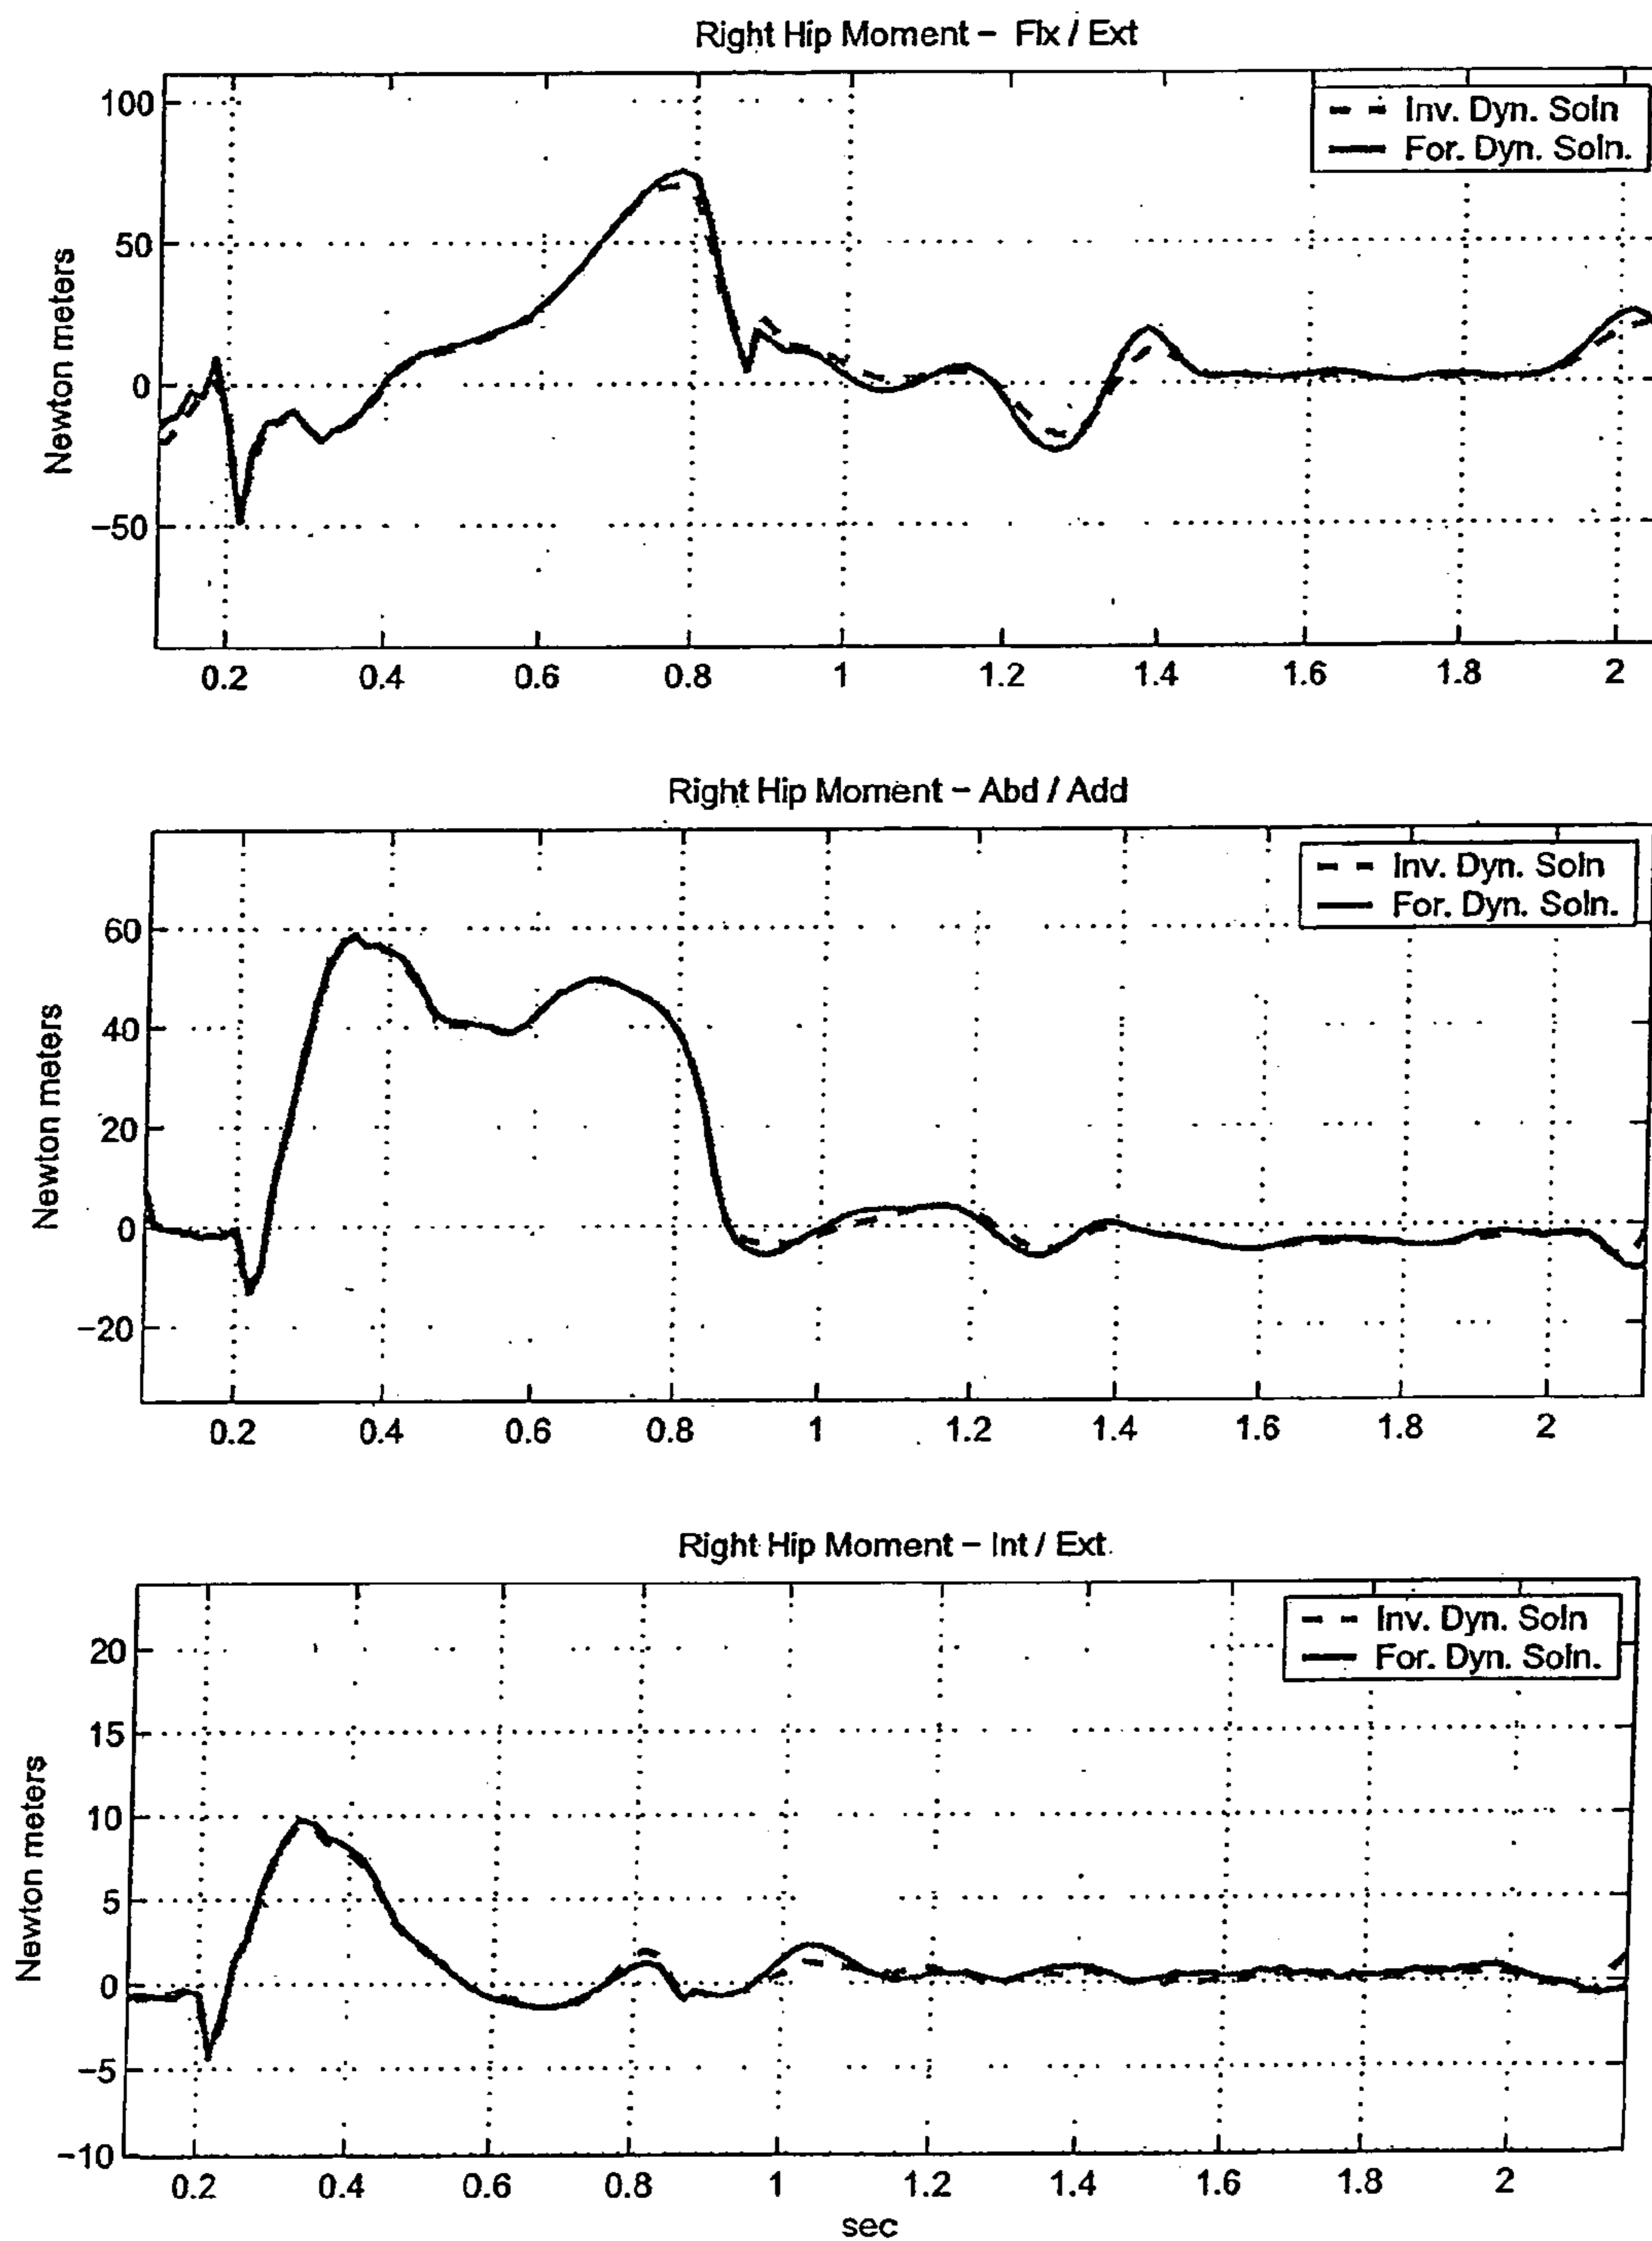 Right Hip Moment - Flx / Ext
100
50
0
-50
Newton meters
Inv. Dyn. Soln
For. Dyn. Soln.
0.2 0.4 0.6 0.8 1 1.2 1.4 1.6 1.8 2
Right Hip Moment - Abd / Add
60
40
20
0
-20
Newton meters
Inv. Dyn. Soln
For. Dyn. Soln.
0.2 0.4 0.6 0.8 1 1.2 1.4 1.6 1.8 2
Right Hip Moment - Int / Ext
20
15
10
5
0
-5
-10
Newton meters
Inv. Dyn. Soln
For. Dyn. Soln.
0.2 0.4 0.6 0.8 1 1.2 1.4 1.6 1.8 2
sec